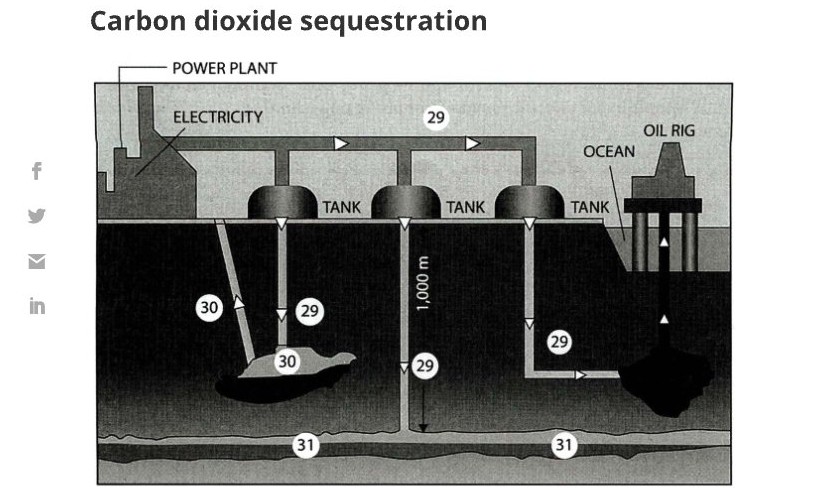 Carbon dioxide sequestration
POWER PLANT
ELECTRICITY
29
OIL RIG
OCEAN
TANK
TANK
TANK
1,000 m
30
29
29
30
29
31
31